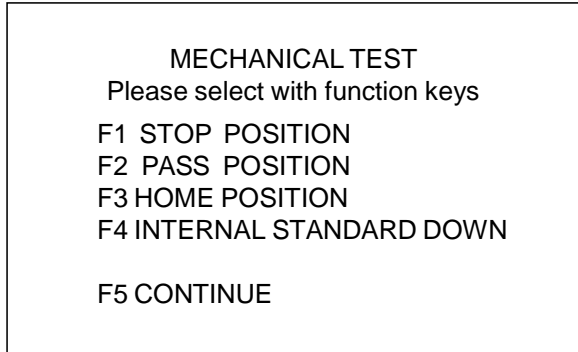 MECHANICAL TEST
Please select with function keys
F1 STOP POSITION
F2 PASS POSITION
F3 HOME POSITION
F4 INTERNAL STANDARD DOWN
F5 CONTINUE